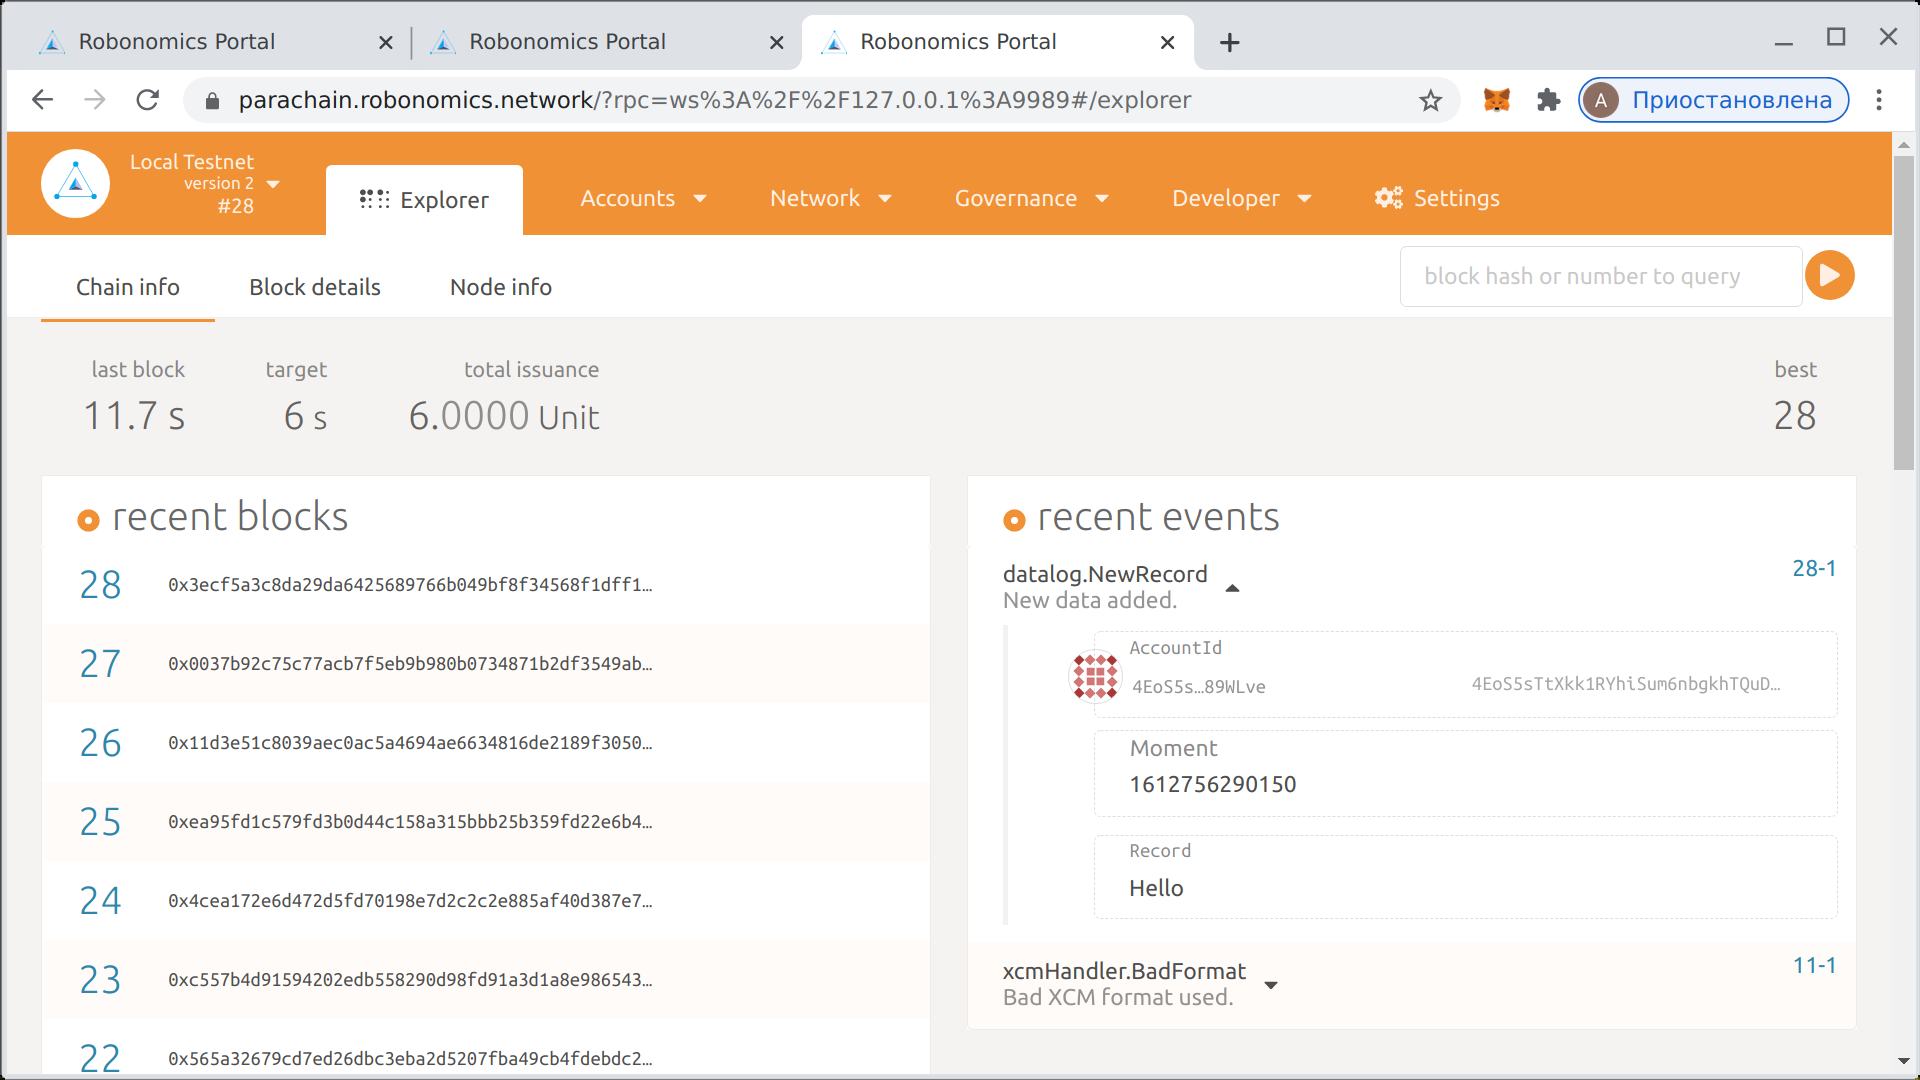 Robonomics Portal
Robonomics Portal
Robonomics Portal
parachain.robonomics.network/?rpc=ws%3A%2F%2F127.0.0.1%3A9989#/explorer
A Приостановлена
Local Testnet
version 2
#28
Explorer
Accounts
Network
Governance
Developer
Settings
Chain info
Block details
Node info
block hash or number to query
last block
11.7 s
target
6 s
total issuance
6.0000 Unit
best
28
recent blocks
28 0x3ecf5a3c8da29da6425689766b049bf8f34568f1dff1…
27 0x0037b92c75c77acb7f5eb9b980b0734871b2df3549ab…
26 0x11d3e51c8039aec0ac5a4694ae6634816de2189f3050…
25 0xea95fd1c579fd3b0d44c158a315bbb25b359fd22e6b4…
24 0x4cea172e6d472d5fd70198e7d2c2c2e885af40d387e7…
23 0xc557b4d91594202edb558290d98fd91a3d1a8e986543…
22 0x565a32679cd7ed26dbc3eba2d5207fba49cb4fdebdc2…
recent events
datalog.NewRecord 28-1
New data added.
AccountId
4EoS5s…89WLve 4EoS5sTtXkk1RYhiSum6nbgkhTQuD…
Moment
1612756290150
Record
Hello
xcmHandler.BadFormat 11-1
Bad XCM format used.